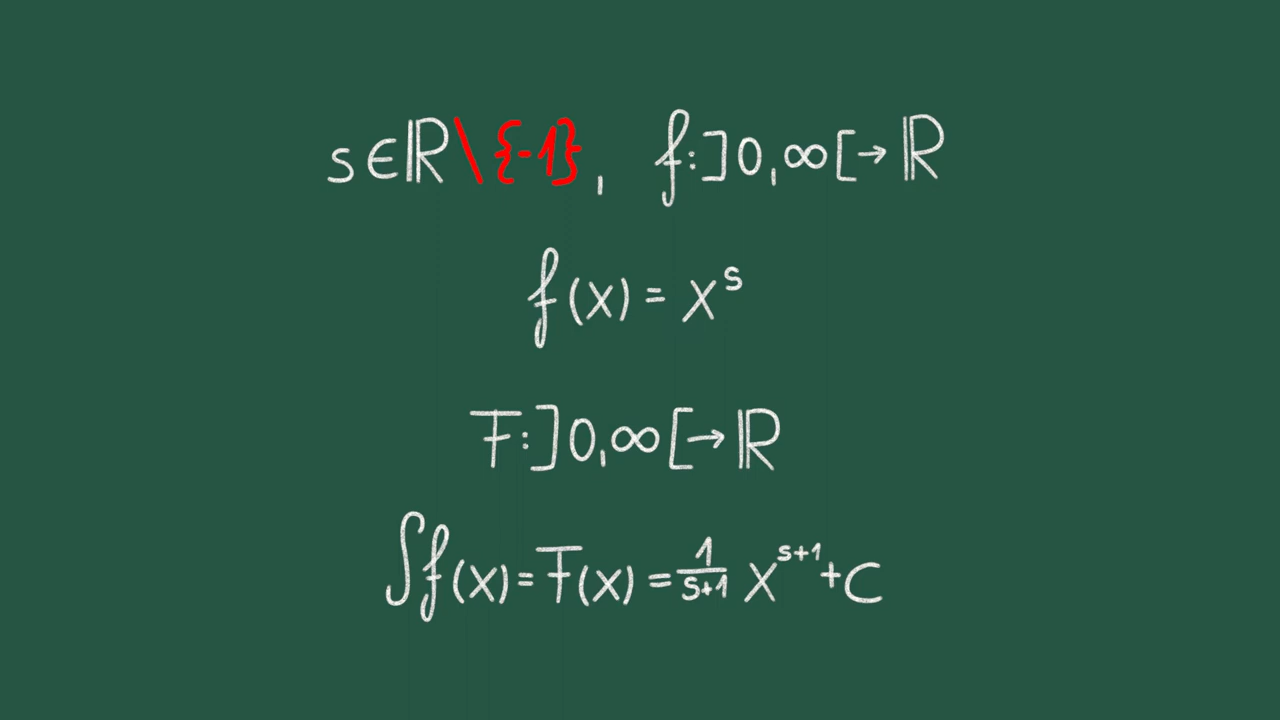 s∈ℝ\{-1}, f:]0,∞[→ℝ
f(x) = x^s
F:]0,∞[→ℝ
∫f(x)=F(x)=1/(s+1) x^(s+1)+C